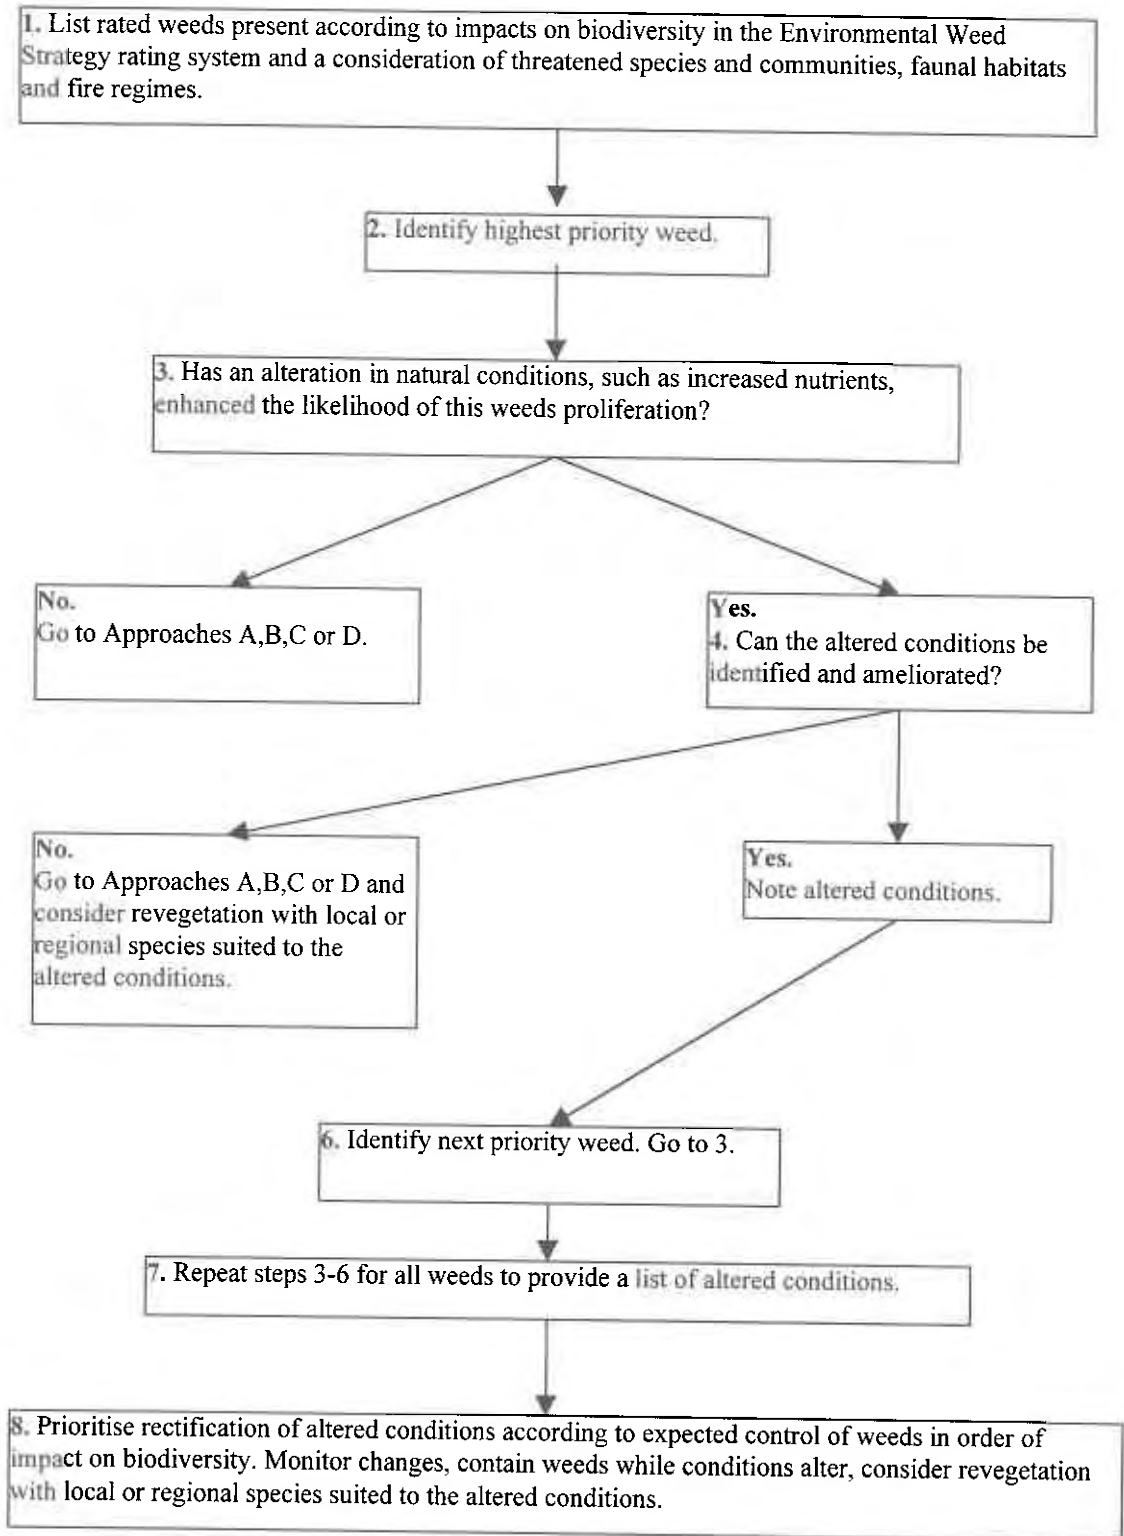 1. List rated weeds present according to impacts on biodiversity in the Environmental Weed
Strategy rating system and a consideration of threatened species and communities, faunal habitats
and fire regimes.
2. Identify highest priority weed.
3. Has an alteration in natural conditions, such as increased nutrients,
enhanced the likelihood of this weeds proliferation?
No.
Go to Approaches A,B,C or D.
Yes.
4. Can the altered conditions be
identified and ameliorated?
No.
Go to Approaches A,B,C or D and
consider revegetation with local or
regional species suited to the
altered conditions.
Yes.
Note altered conditions.
6. Identify next priority weed. Go to 3.
7. Repeat steps 3-6 for all weeds to provide a list of altered conditions.
8. Prioritise rectification of altered conditions according to expected control of weeds in order of
impact on biodiversity. Monitor changes, contain weeds while conditions alter, consider revegetation
with local or regional species suited to the altered conditions.